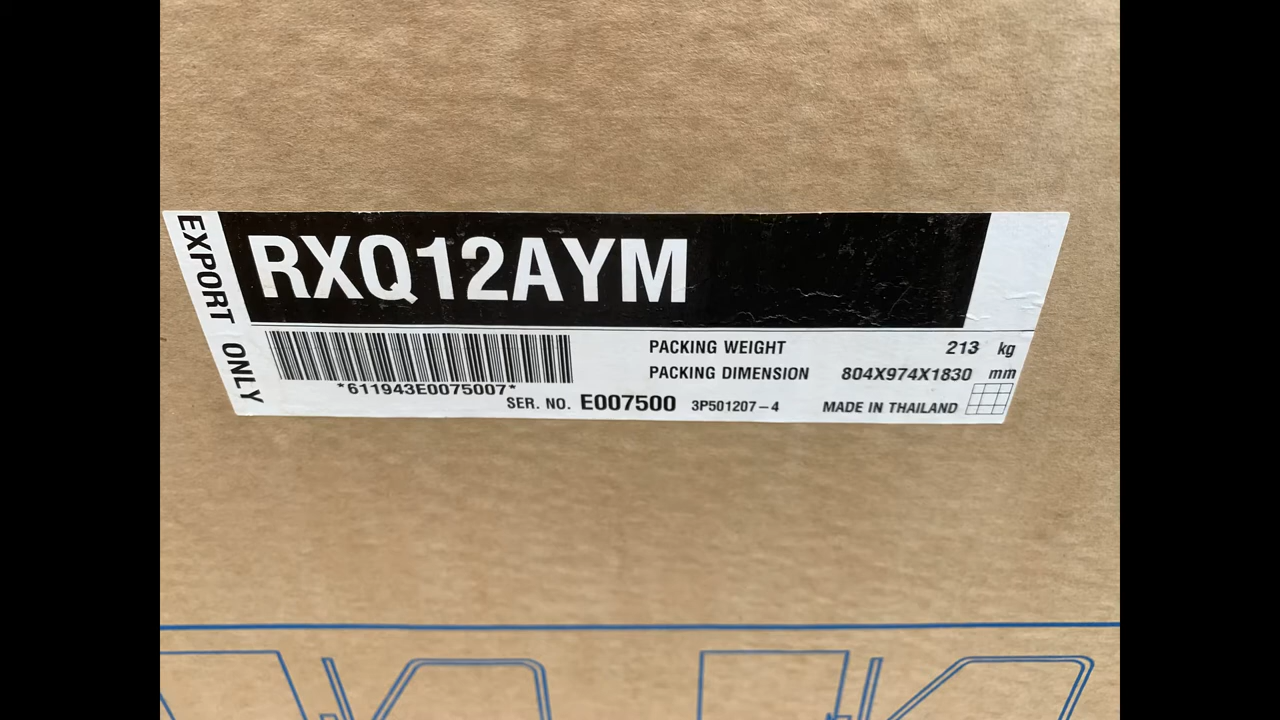 EXPORT ONLY
RXQ12AYM
PACKING WEIGHT 213 kg
PACKING DIMENSION 804X974X1830 mm
*611943E0075007*
SER. NO. E007500 3P501207-4 MADE IN THAILAND